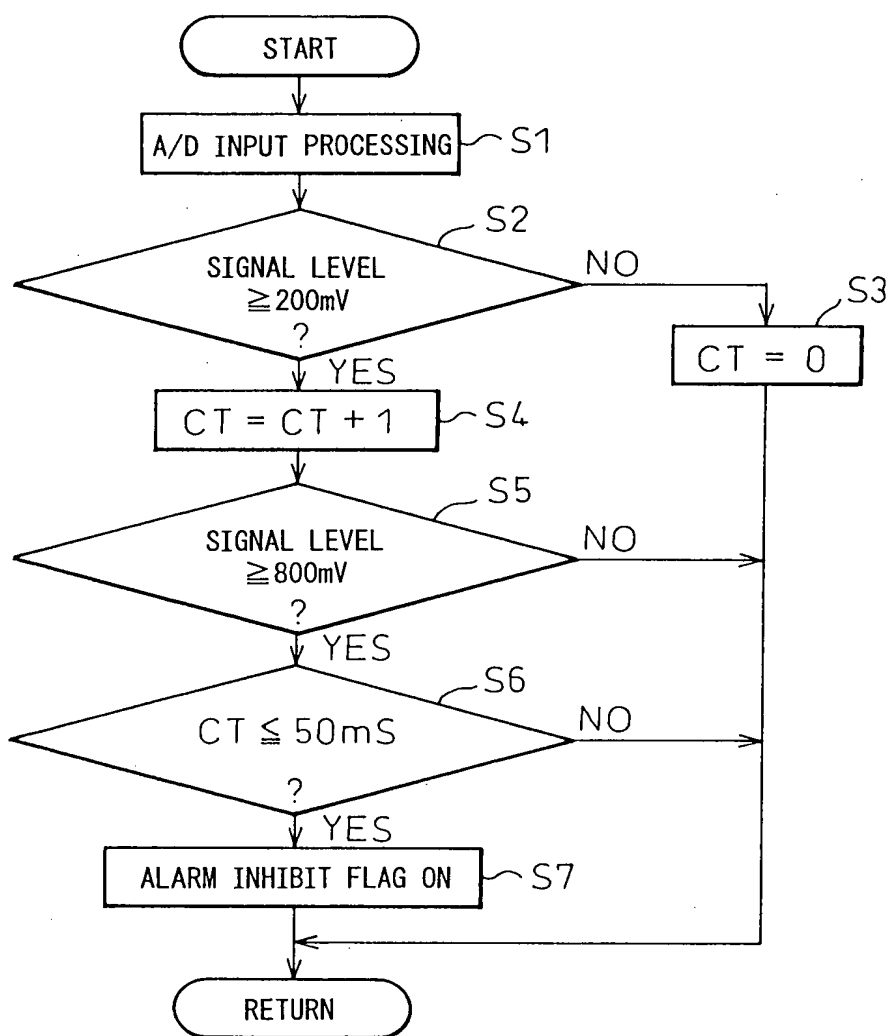 START
A/D INPUT PROCESSING
S1
S2
SIGNAL LEVEL
≧200mV
?
NO
S3
CT = 0
YES
CT = CT + 1
S4
S5
SIGNAL LEVEL
≧800mV
?
NO
YES
S6
CT ≦ 50mS
?
NO
YES
ALARM INHIBIT FLAG ON
S7
RETURN